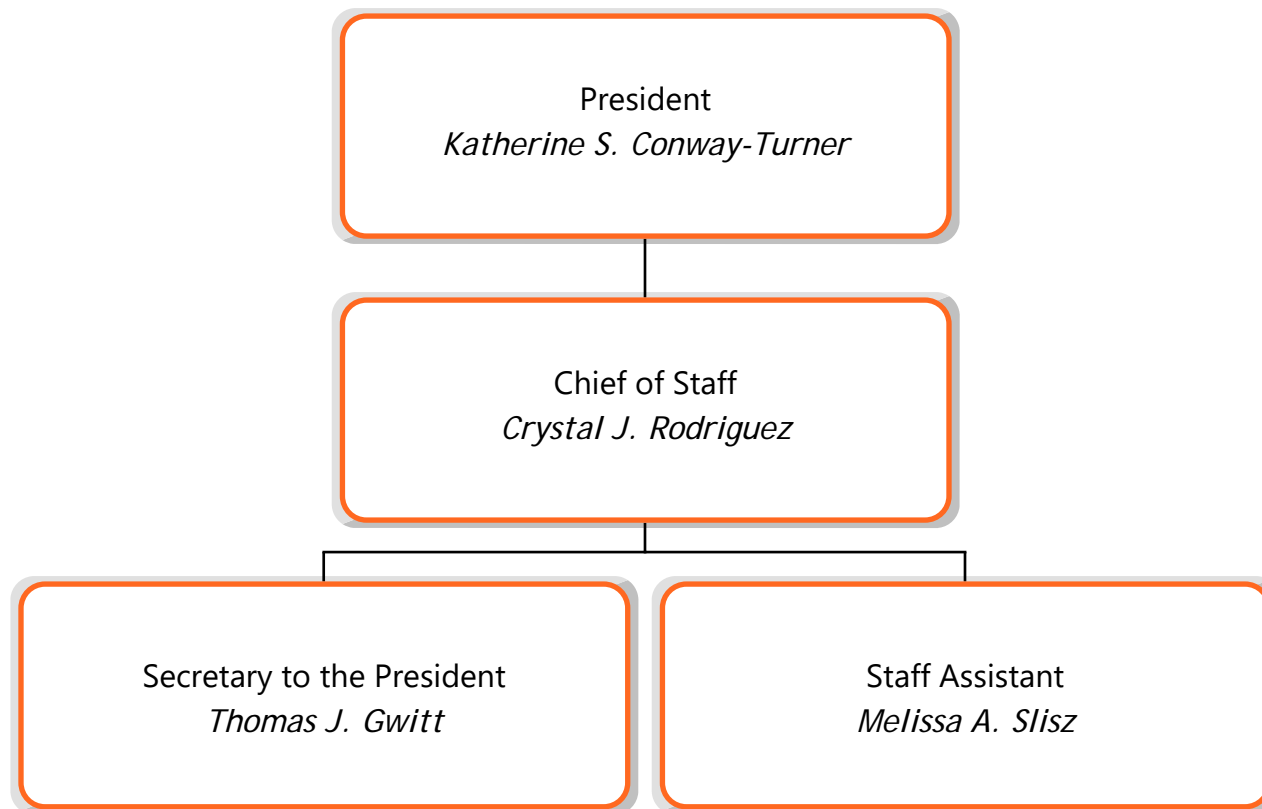 President
Katherine S. Conway-Turner
Chief of Staff
Crystal J. Rodriguez
Secretary to the President
Thomas J. Gwitt
Staff Assistant
Melissa A. Slisz